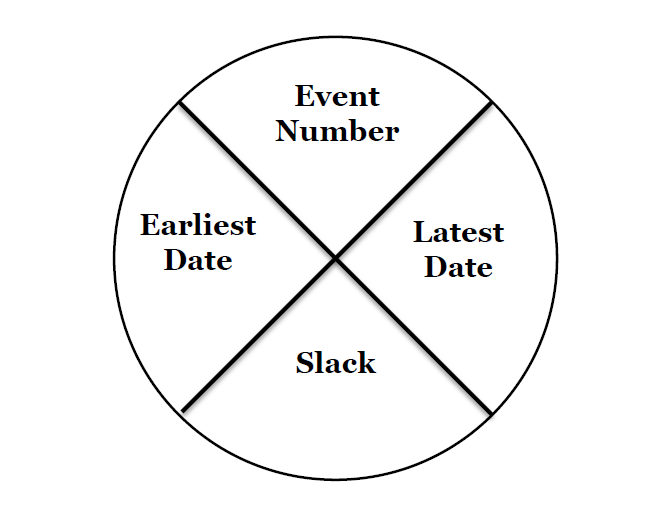 Event
Number
Earliest
Date
Latest
Date
Slack